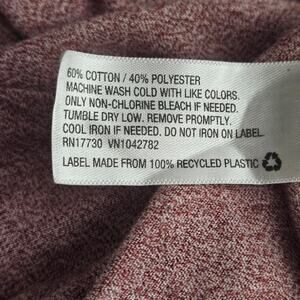 60% COTTON / 40% POLYESTER
MACHINE WASH COLD WITH LIKE COLORS.
ONLY NON-CHLORINE BLEACH IF NEEDED.
TUMBLE DRY LOW. REMOVE PROMPTLY.
COOL IRON IF NEEDED. DO NOT IRON ON LABEL.
RN17730 VN1042782
LABEL MADE FROM 100% RECYCLED PLASTIC